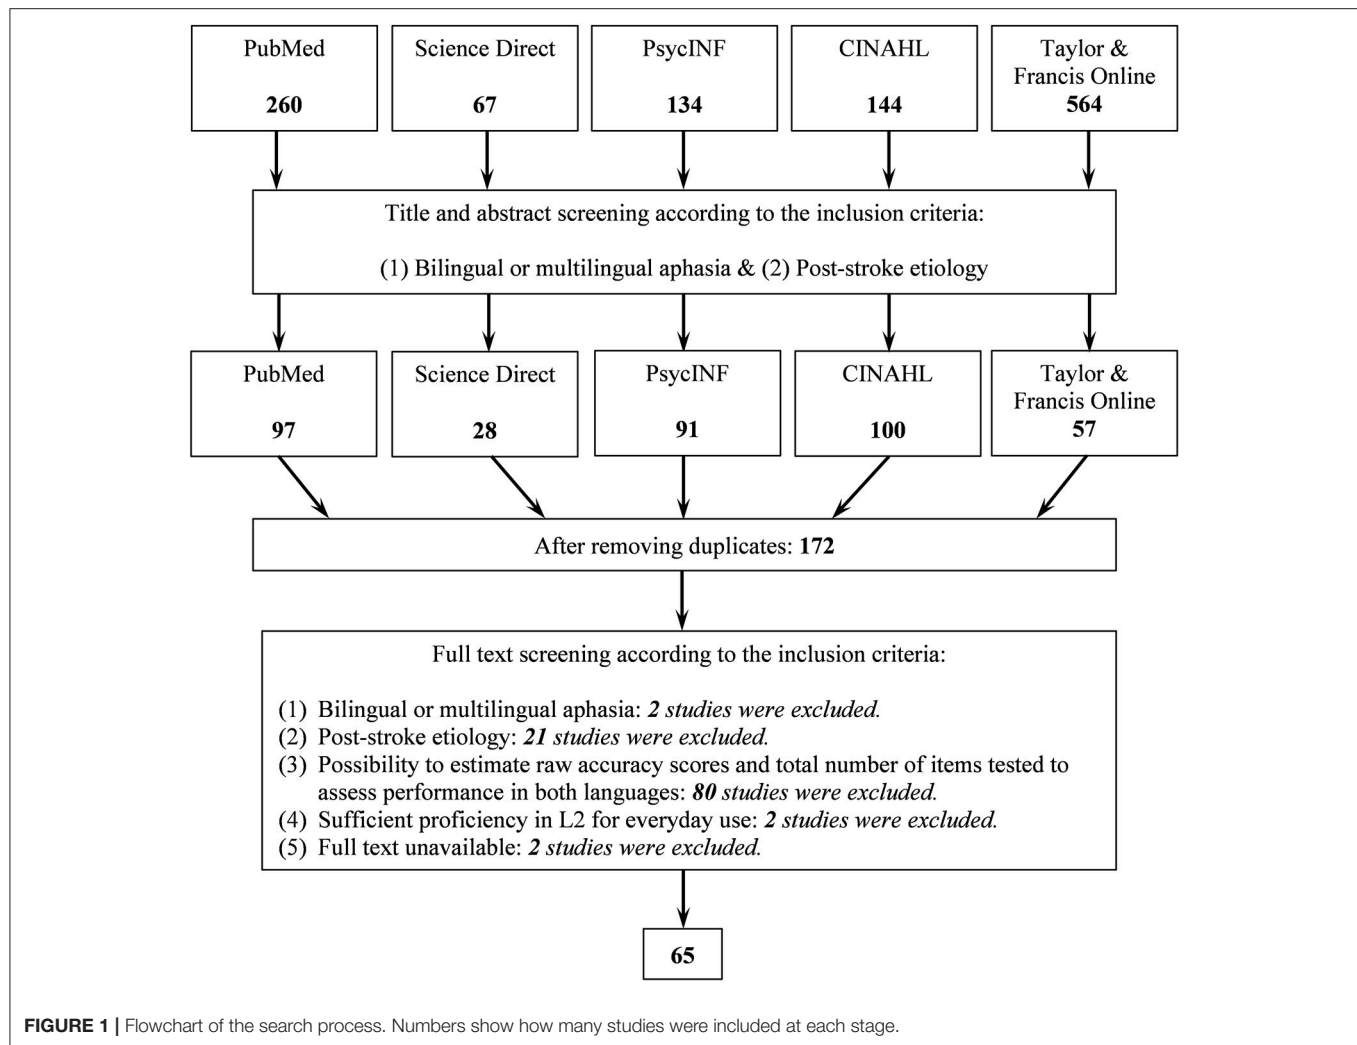 PubMed
260
Science Direct
67
PsycINF
134
CINAHL
144
Taylor &
Francis Online
564
Title and abstract screening according to the inclusion criteria:
(1) Bilingual or multilingual aphasia & (2) Post-stroke etiology
PubMed
97
Science Direct
28
PsycINF
91
CINAHL
100
Taylor &
Francis Online
57
After removing duplicates: 172
Full text screening according to the inclusion criteria:
(1) Bilingual or multilingual aphasia: 2 studies were excluded.
(2) Post-stroke etiology: 21 studies were excluded.
(3) Possibility to estimate raw accuracy scores and total number of items tested to
assess performance in both languages: 80 studies were excluded.
(4) Sufficient proficiency in L2 for everyday use: 2 studies were excluded.
(5) Full text unavailable: 2 studies were excluded.
65
FIGURE 1 | Flowchart of the search process. Numbers show how many studies were included at each stage.